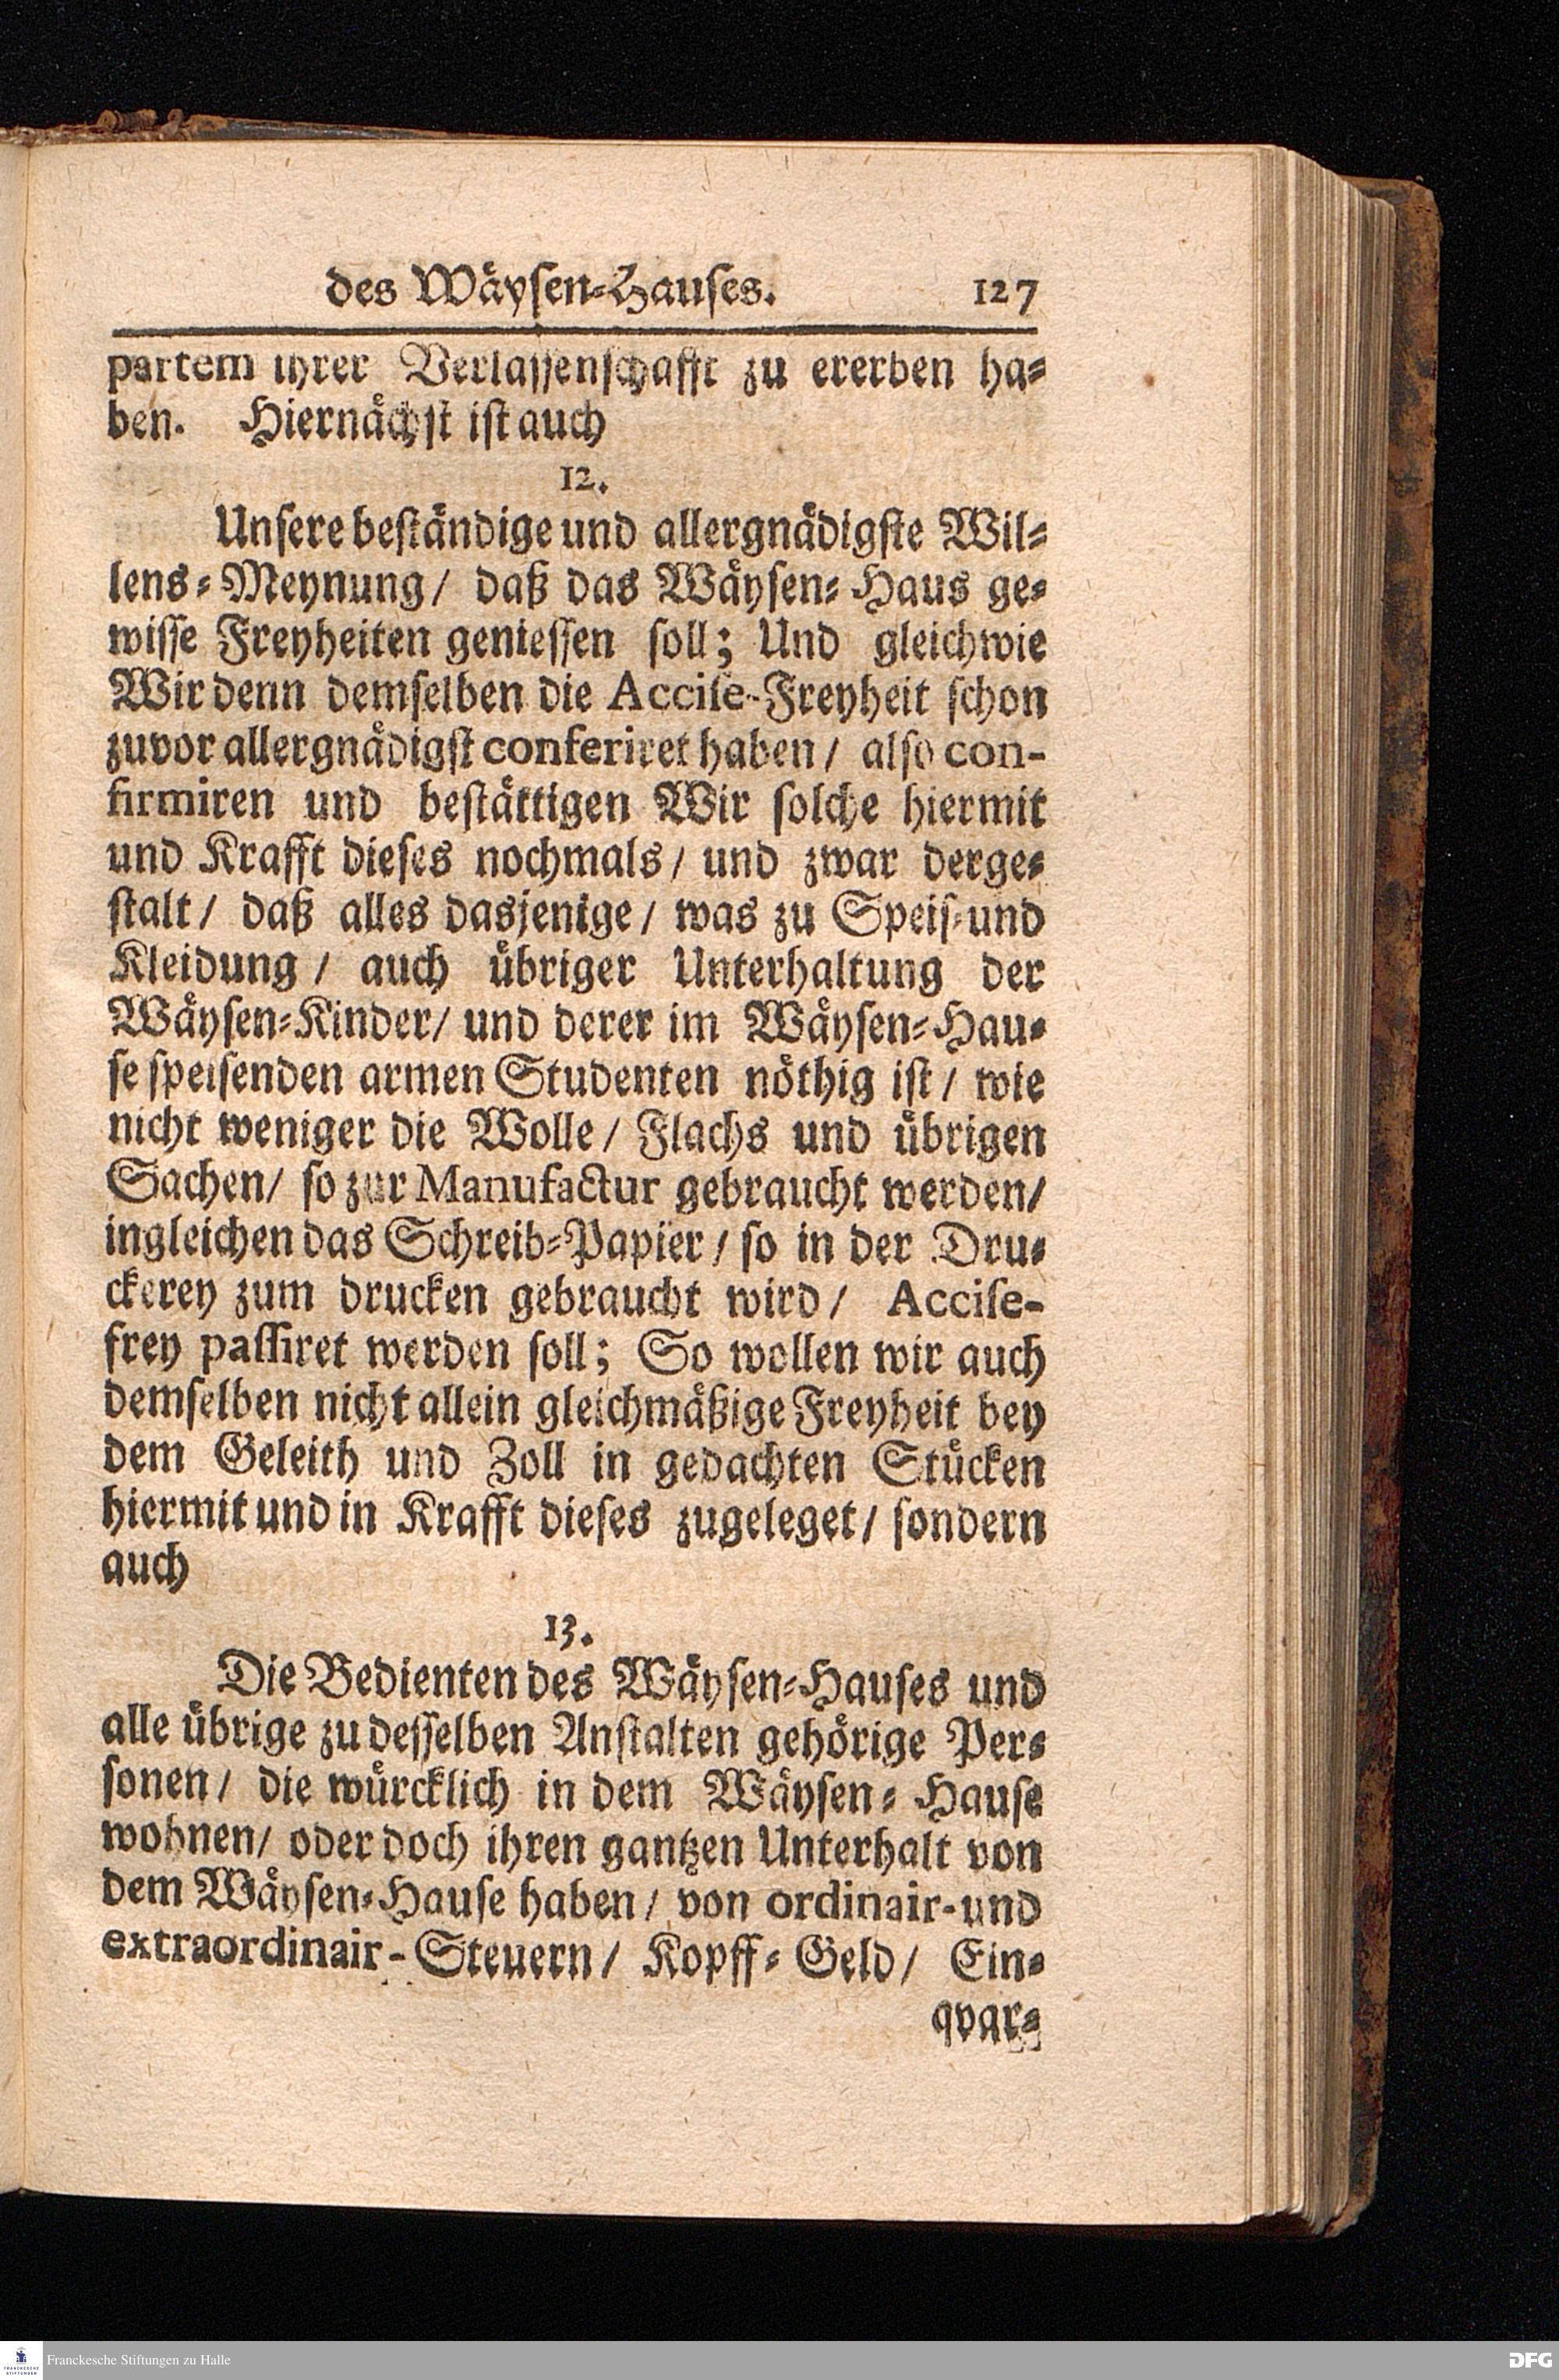 des Wäysen-Hauses. 127
partem ihrer Verlassenschafft zu ererben ha-
ben. Hiernächst ist auch
12.
Unsere beständige und allergnädigste Wil-
lens-Meynung/ daß das Wäysen-Haus ge-
wisse Freyheiten geniessen soll; Und gleichwie
Wir denn demselben die Accise-Freyheit schon
zuvor allergnädigst conferiret haben/ also con-
firmiren und bestättigen Wir solche hiermit
und Krafft dieses nochmals/ und zwar derge-
stalt/ daß alles dasjenige/ was zu Speis-und
Kleidung/ auch übriger Unterhaltung der
Wäysen-Kinder/ und derer im Wäysen-Hau-
se speisenden armen Studenten nöthig ist/ wie
nicht weniger die Wolle/ Flachs und übrigen
Sachen/ so zur Manufactur gebraucht werden/
ingleichen das Schreib-Papier/ so in der Dru-
ckerey zum drucken gebraucht wird/ Accise-
frey passiret werden soll; So wollen wir auch
demselben nicht allein gleichmäßige Freyheit bey
dem Geleith und Zoll in gedachten Stücken
hiermit und in Krafft dieses zugeleget/ sondern
auch
13.
Die Bedienten des Wäysen-Hauses und
alle übrige zu desselben Anstalten gehörige Per-
sonen/ die würcklich in dem Wäysen-Hause
wohnen/ oder doch ihren gantzen Unterhalt von
dem Wäysen-Hause haben/ von ordinair-und
extraordinair-Steuern/ Kopff-Geld/ Ein-
qvar-
FRANCKESCHE
STIFTUNGEN
Franckesche Stiftungen zu Halle
DFG